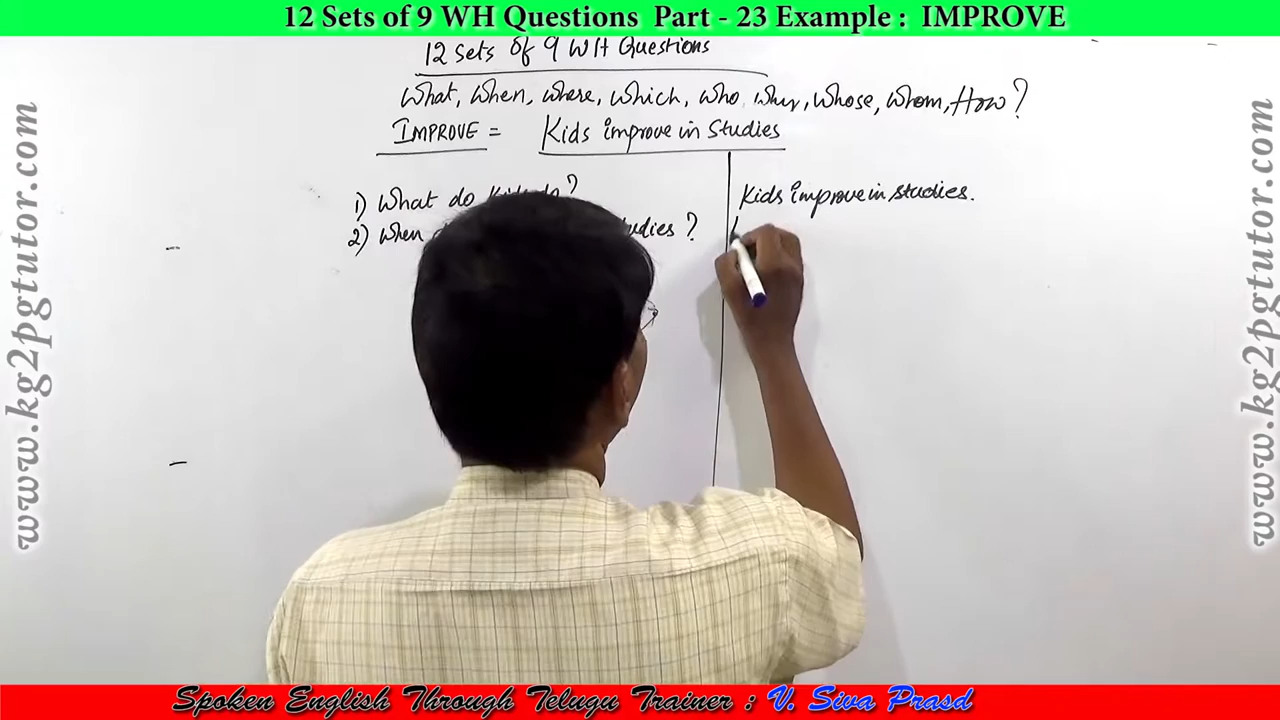 12 Sets of 9 WH Questions Part - 23 Example : IMPROVE
12 Sets of 9 WH Questions
What, When, Where, Which, Who, Why, Whose, Whom, How?
IMPROVE = Kids improve in Studies
1) What do do?
Kids improve in studies.
2) When studies ?
www.kg2pgtutor.com
www.kg2pgtutor.com
Spoken English Through Telugu Trainer : V. Siva Prasd